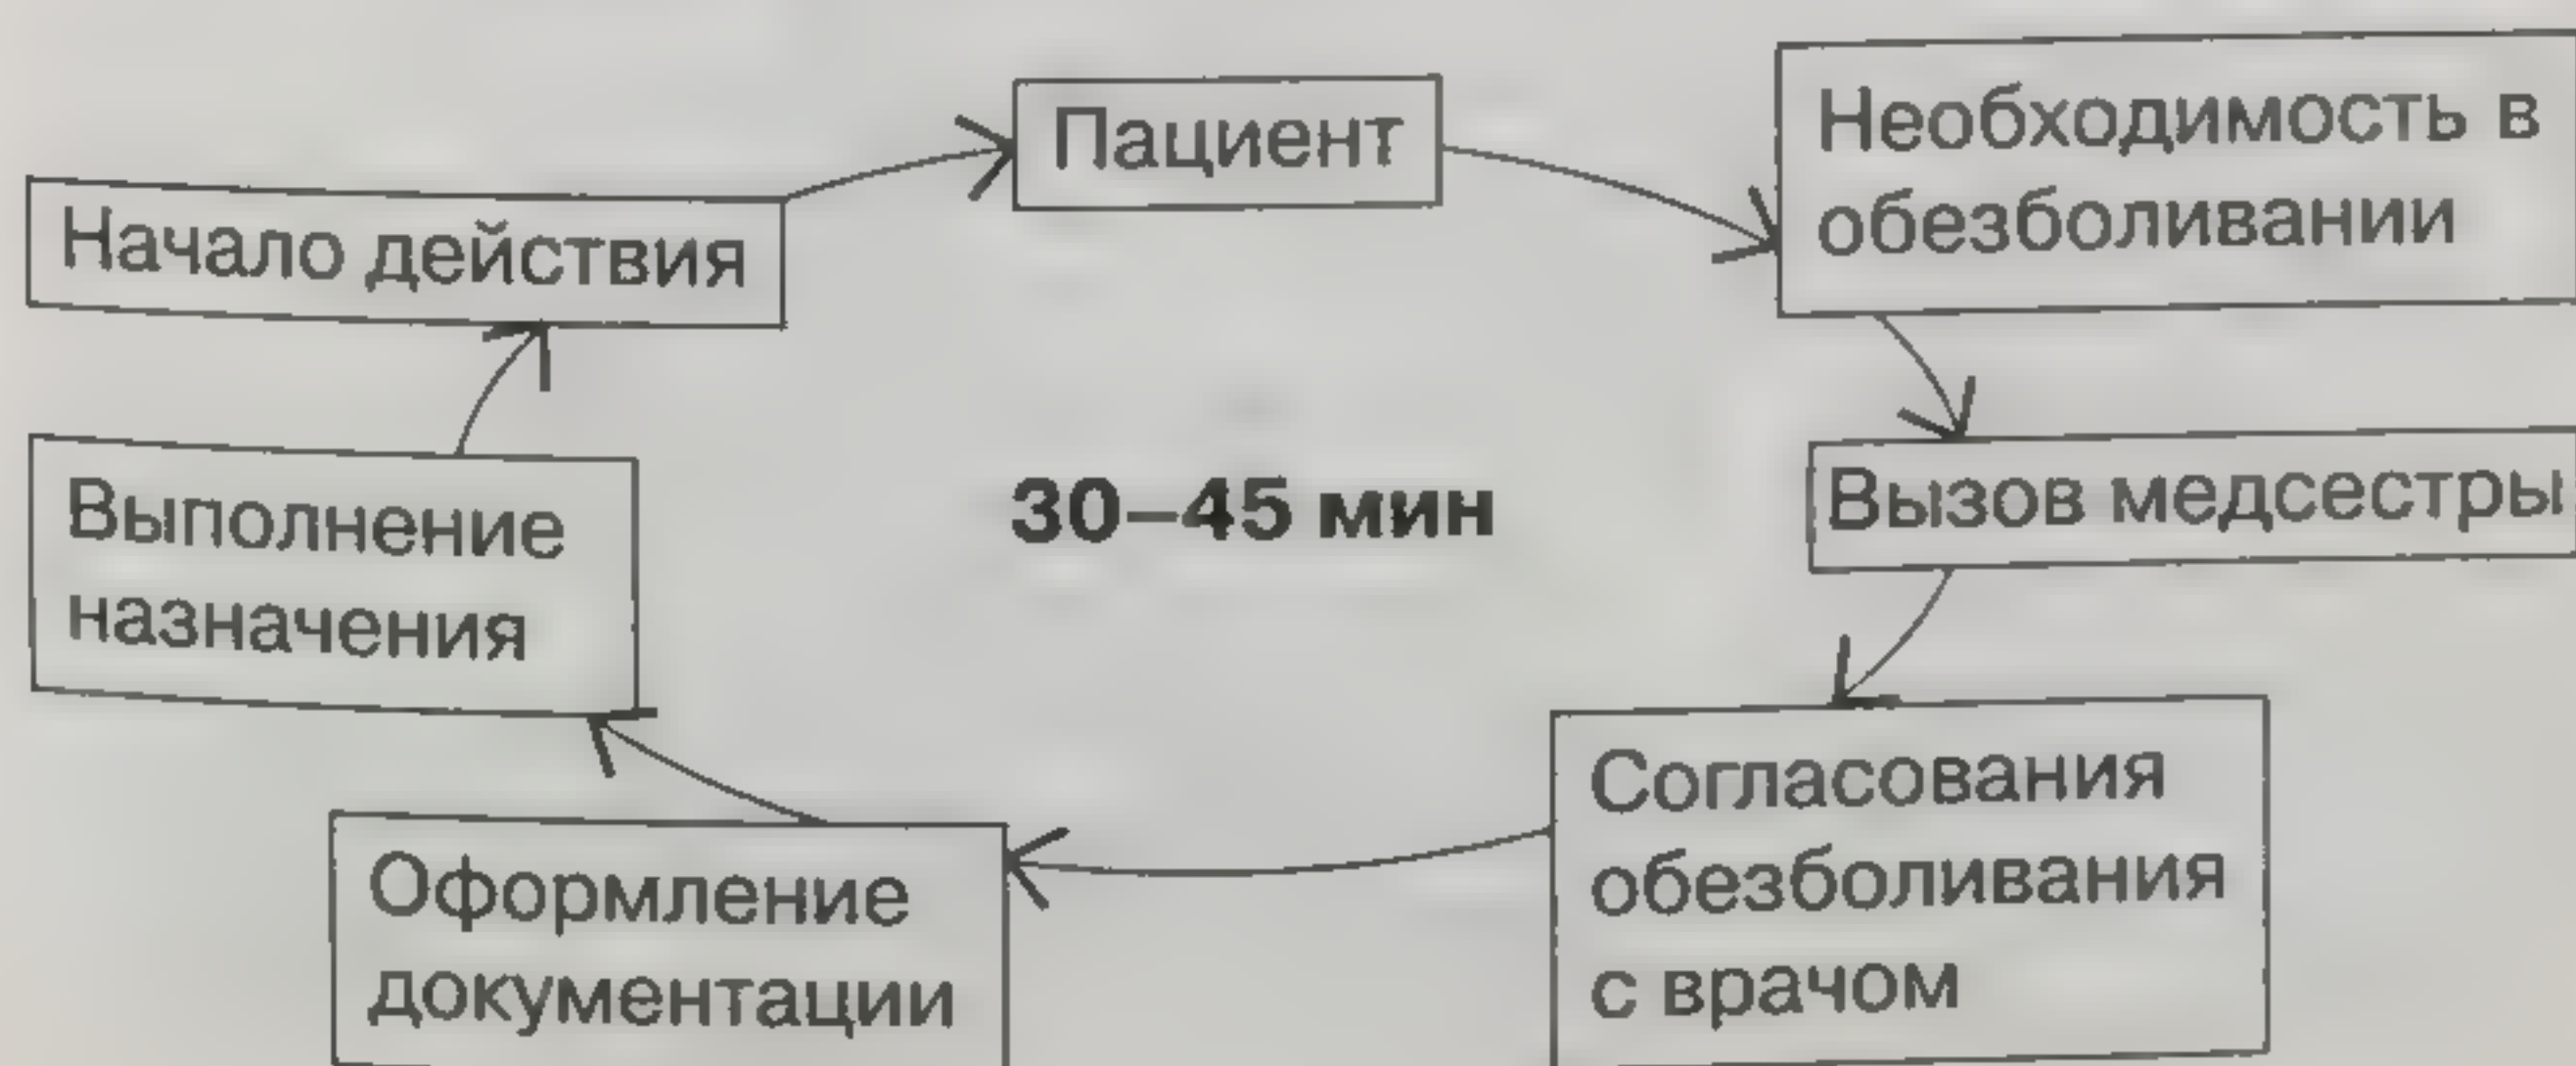 Пациент
Необходимость в
обезболивании
Вызов медсестры
Согласования
обезболивания
с врачом
Оформление
документации
Выполнение
назначения
Начало действия
30–45 мин